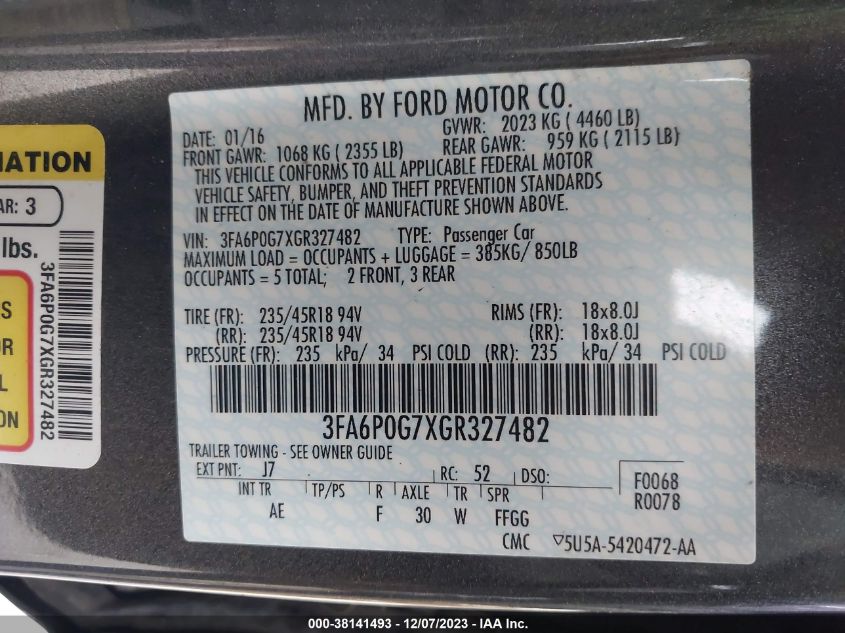 MFD. BY FORD MOTOR CO.
DATE: 01/16 GVWR: 2023 KG ( 4460 LB)
FRONT GAWR: 1068 KG ( 2355 LB) REAR GAWR: 959 KG ( 2115 LB)
THIS VEHICLE CONFORMS TO ALL APPLICABLE FEDERAL MOTOR
VEHICLE SAFETY, BUMPER, AND THEFT PREVENTION STANDARDS
IN EFFECT ON THE DATE OF MANUFACTURE SHOWN ABOVE.
VIN: 3FA6P0G7XGR327482 TYPE: Passenger Car
MAXIMUM LOAD = OCCUPANTS + LUGGAGE = 385KG/ 850LB
OCCUPANTS = 5 TOTAL; 2 FRONT, 3 REAR
TIRE (FR): 235/45R18 94V RIMS (FR): 18x8.0J
(RR): 235/45R18 94V (RR): 18x8.0J
PRESSURE (FR): 235 kPa/ 34 PSI COLD (RR): 235 kPa/ 34 PSI COLD
3FA6P0G7XGR327482
TRAILER TOWING - SEE OWNER GUIDE
EXT PNT: J7 RC: 52 DSO:
INT TR TP/PS R AXLE TR SPR
AE F 30 W FFGG
F0068
R0078
CMC ▽5U5A-5420472-AA
AR: 3
lbs.
3FA6P0G7XGR327482
000-38141493 - 12/07/2023 - IAA Inc.